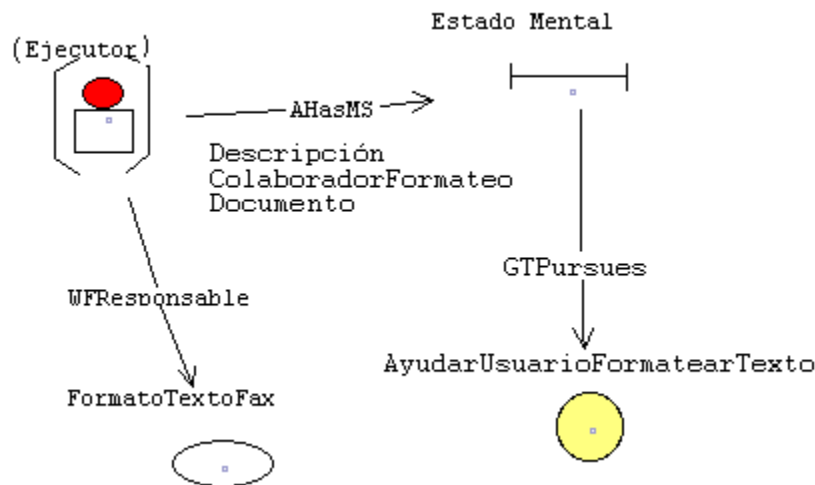 Estado Mental
(Ejecutor)
AHasMS
Descripción
ColaboradorFormateo
Documento
GTPursues
WFResponsable
AyudarUsuarioFormatearTexto
FormatoTextoFax